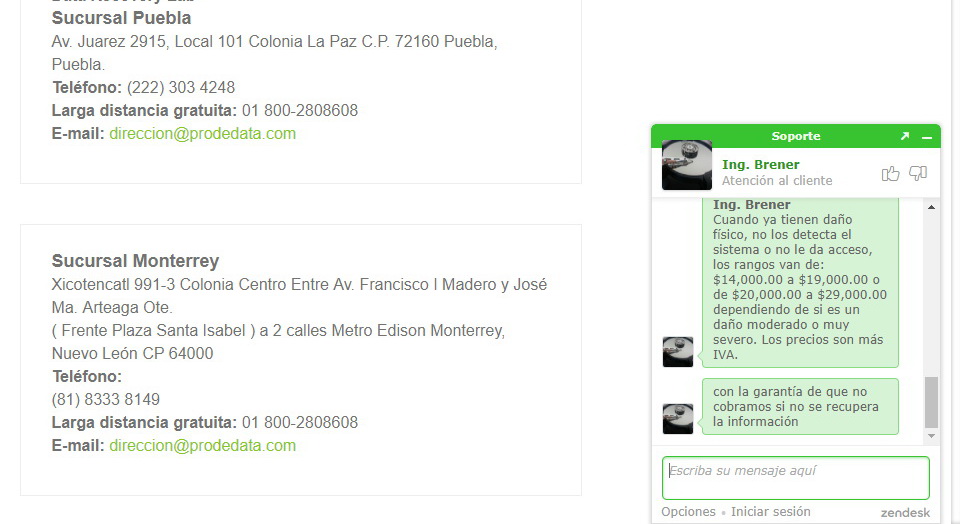 Sucursal Puebla
Av. Juarez 2915, Local 101 Colonia La Paz C.P. 72160 Puebla,
Puebla.
Teléfono: (222) 303 4248
Larga distancia gratuita: 01 800-2808608
E-mail: direccion@prodedata.com
Sucursal Monterrey
Xicotencatl 991-3 Colonia Centro Entre Av. Francisco I Madero y José
Ma. Arteaga Ote.
( Frente Plaza Santa Isabel ) a 2 calles Metro Edison Monterrey,
Nuevo León CP 64000
Teléfono:
(81) 8333 8149
Larga distancia gratuita: 01 800-2808608
E-mail: direccion@prodedata.com
Soporte
Ing. Brener
Atención al cliente
Ing. Brener
Cuando ya tienen daño
físico, no los detecta el
sistema o no le da acceso,
los rangos van de:
$14,000.00 a $19,000.00 o
de $20,000.00 a $29,000.00
dependiendo de si es un
daño moderado o muy
severo. Los precios son más
IVA.
con la garantía de que no
cobramos si no se recupera
la información
Escriba su mensaje aquí
Opciones • Iniciar sesión
zendesk